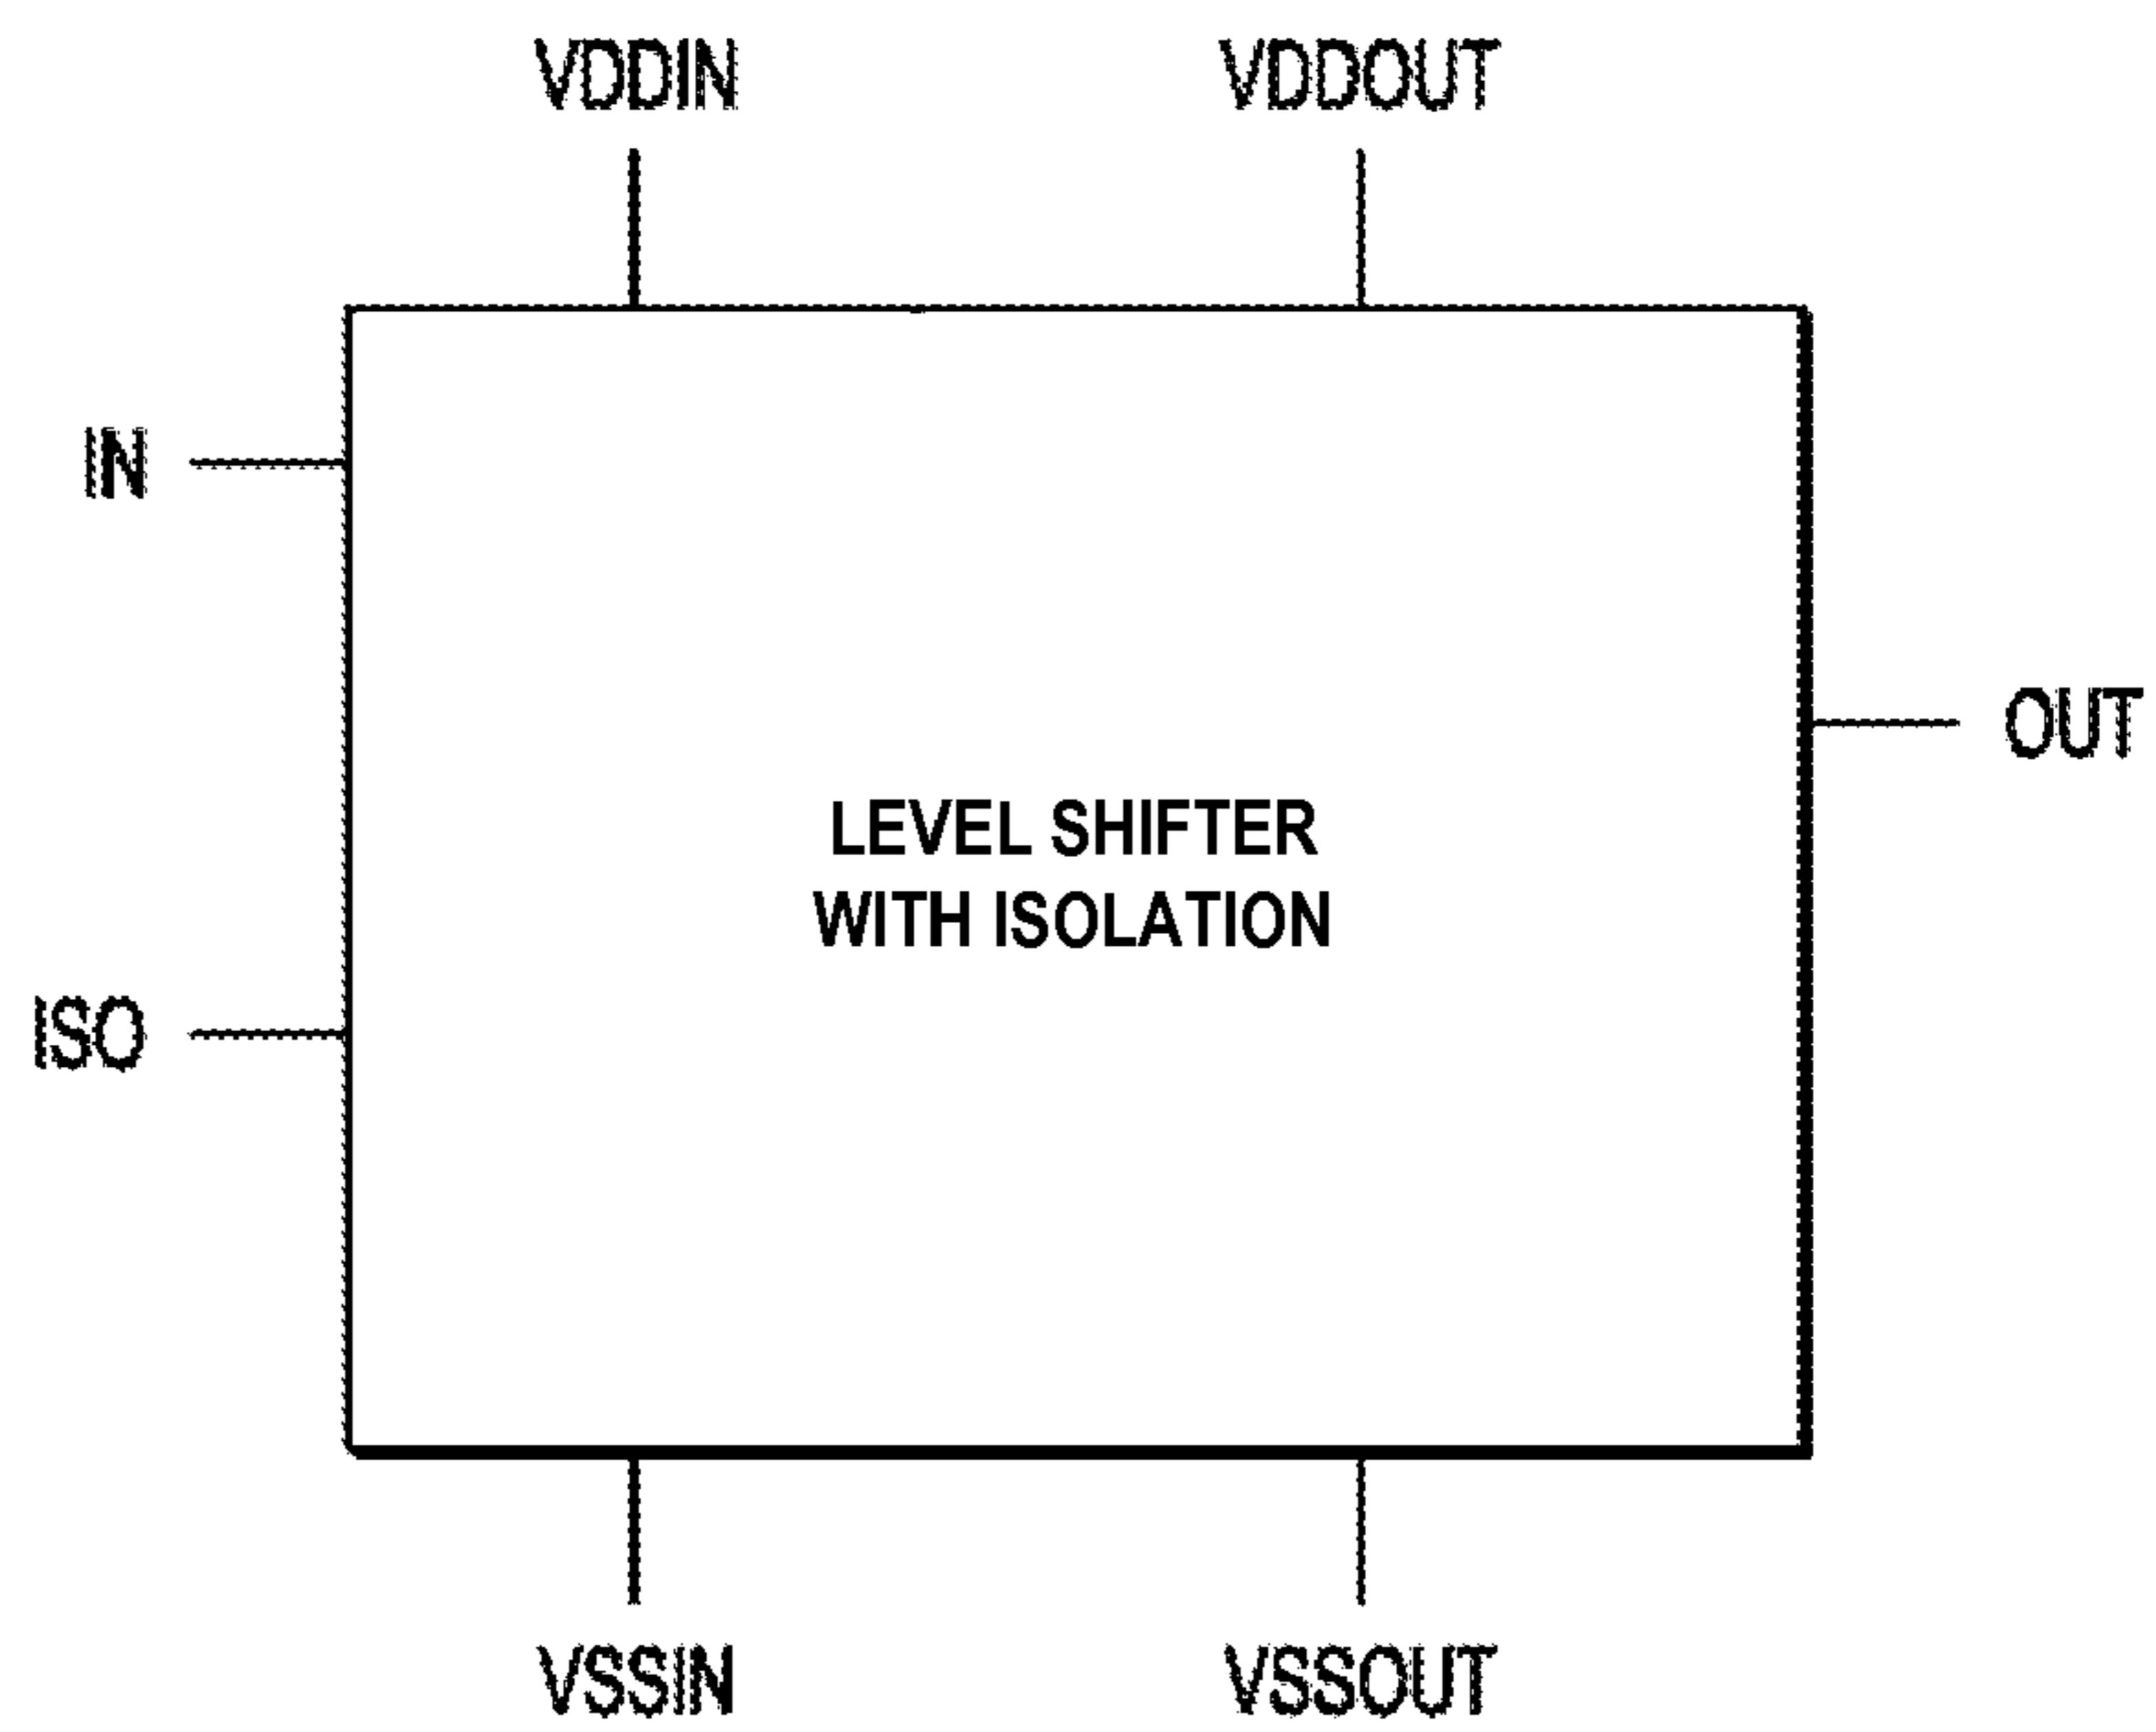 VDDIN VDDOUT
IN
OUT
LEVEL SHIFTER
WITH ISOLATION
ISO
VSSIN VSSOUT